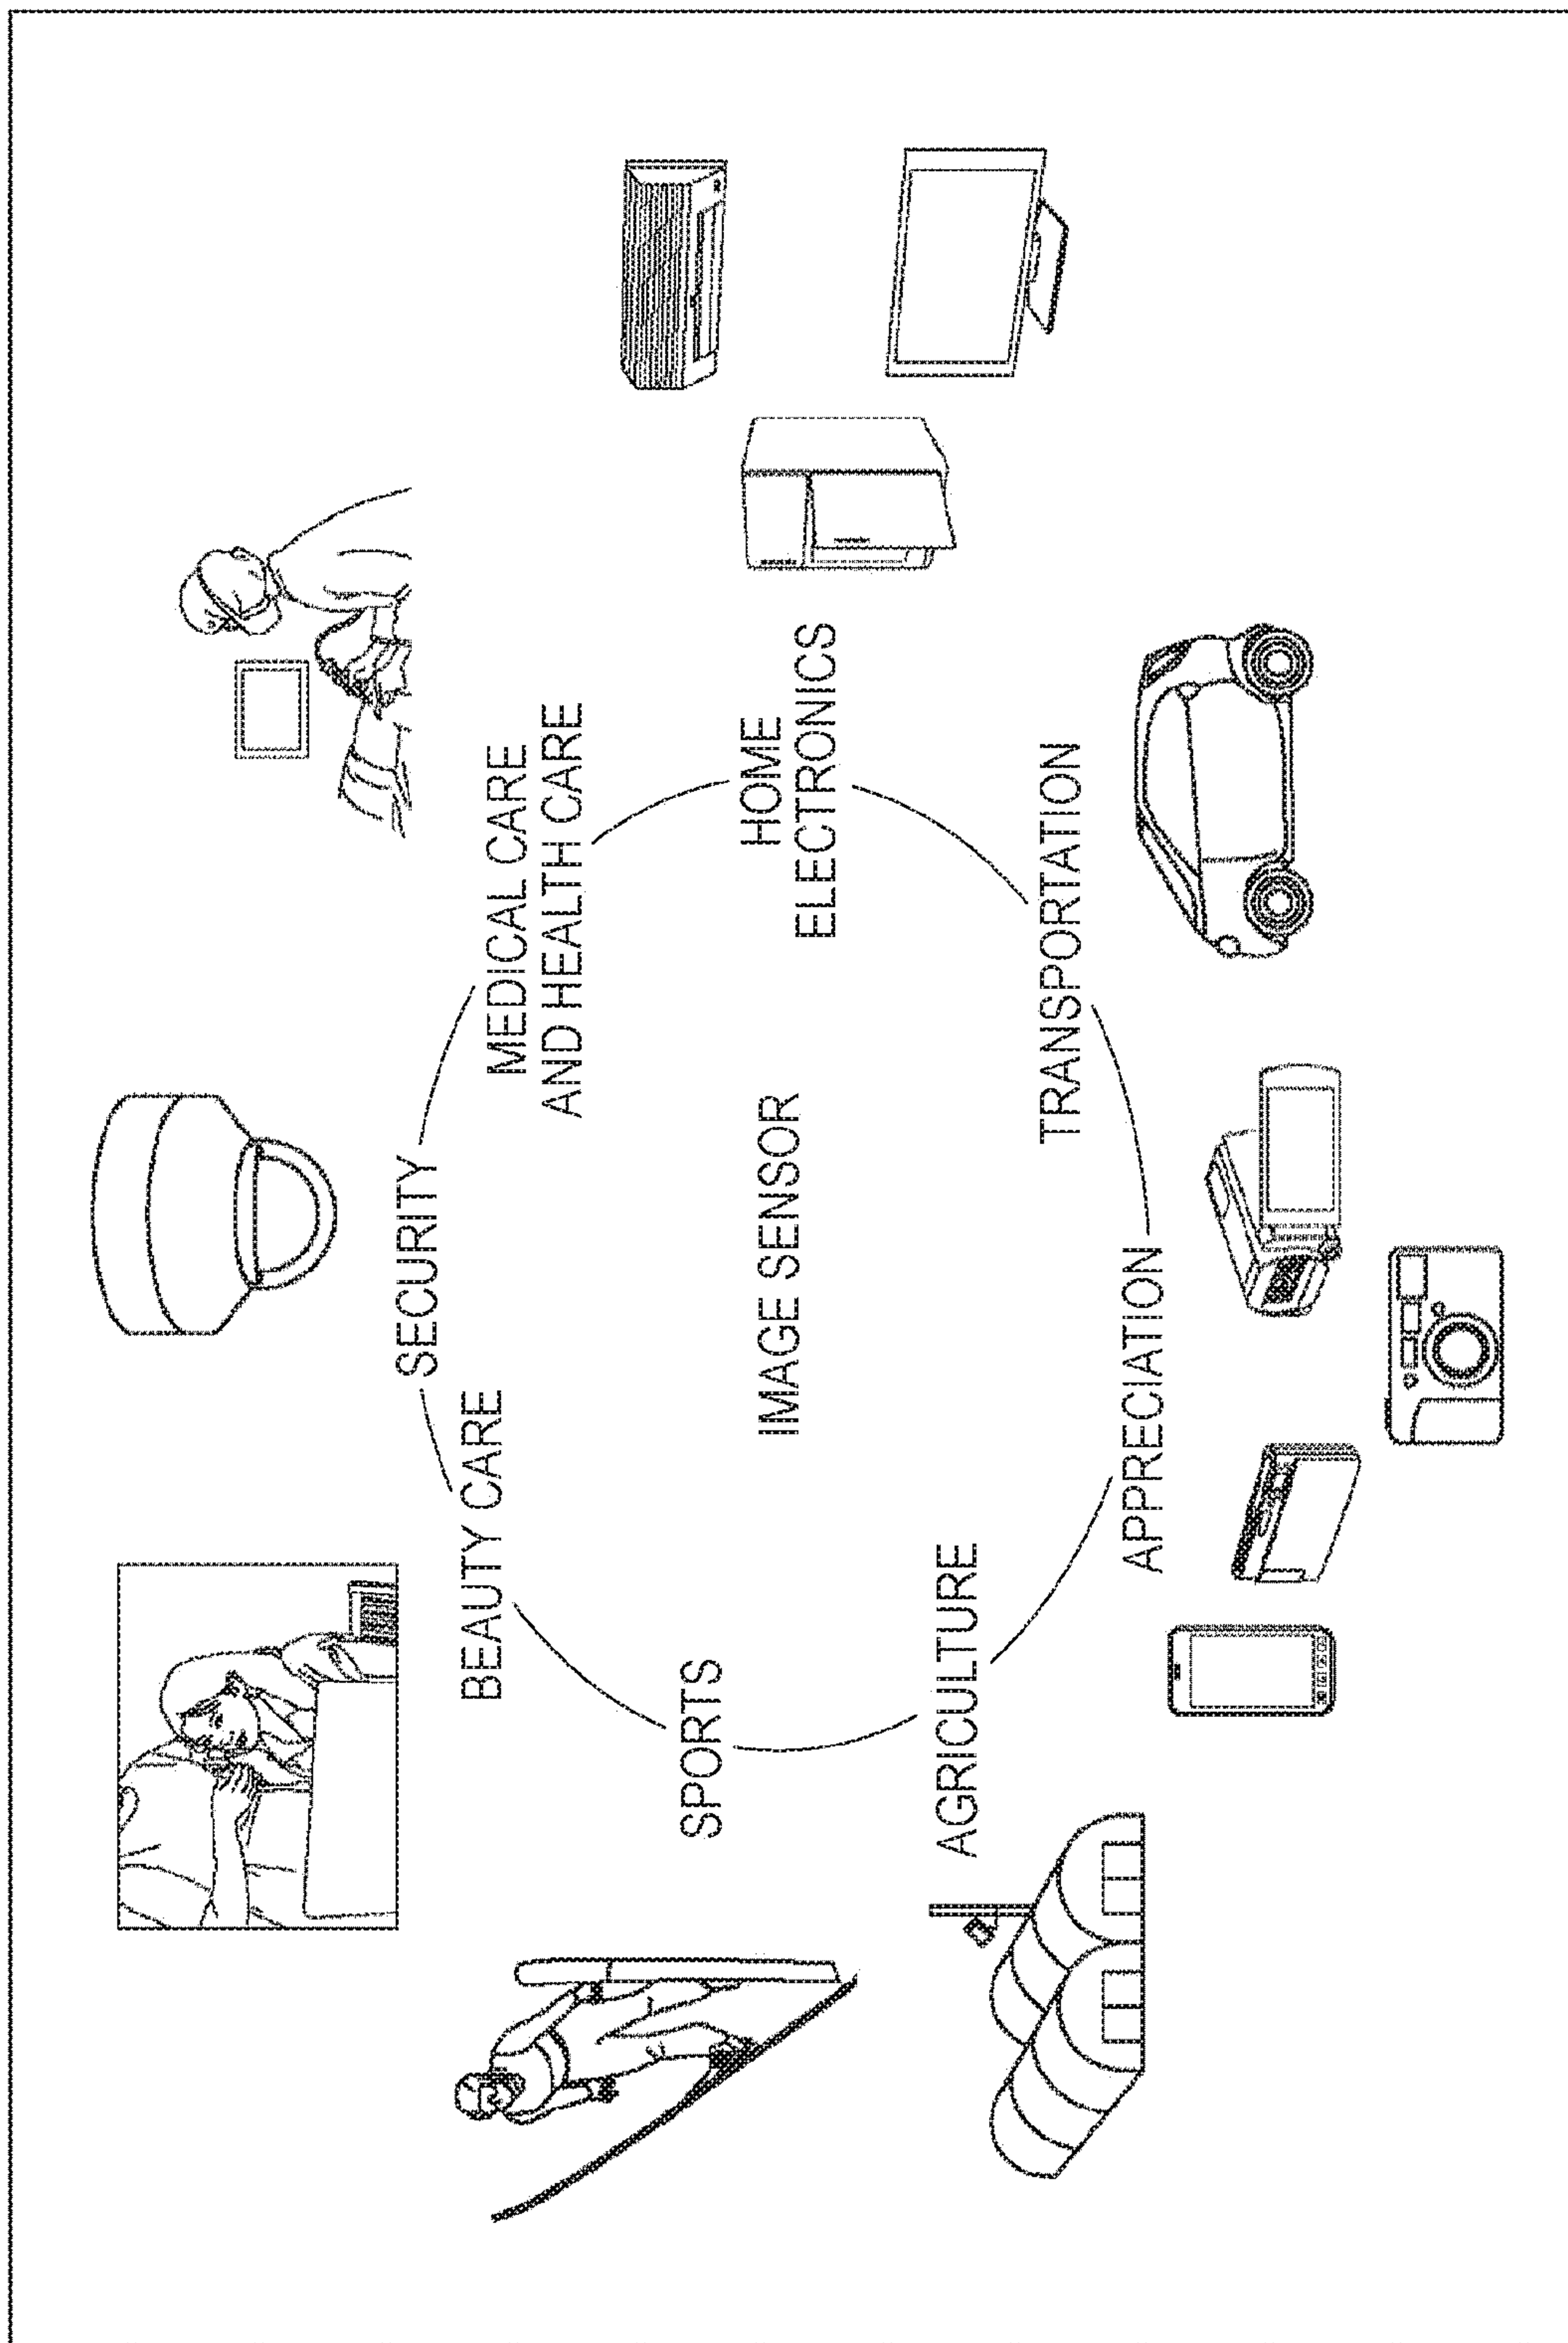 SECURITY
BEAUTY CARE
MEDICAL CARE
AND HEALTH CARE
SPORTS
IMAGE SENSOR
HOME
ELECTRONICS
AGRICULTURE
TRANSPORTATION
APPRECIATION